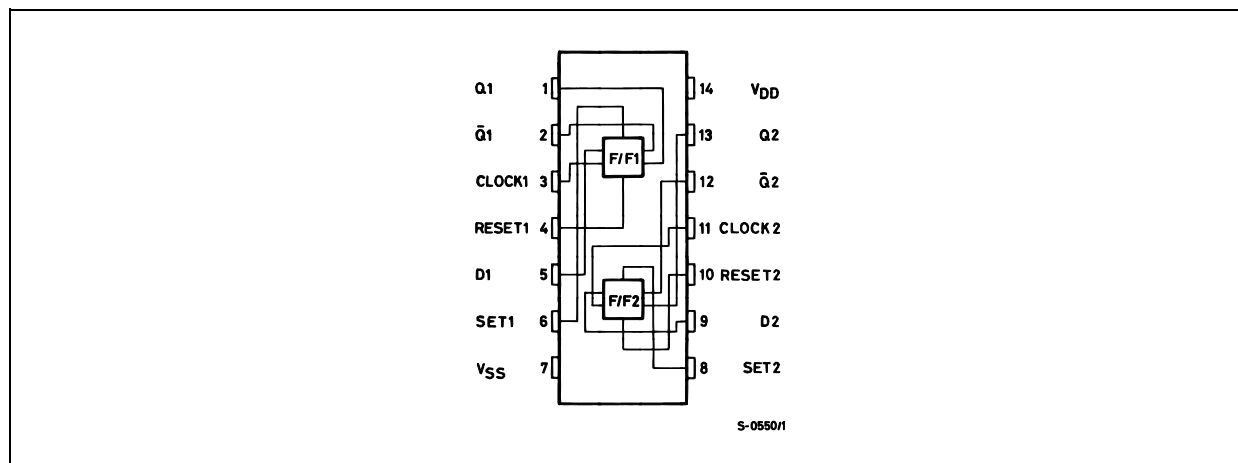 Q1 1 14 VDD
Q̄1 2 13 Q2
CLOCK1 3 12 Q̄2
RESET1 4 11 CLOCK2
D1 5 10 RESET2
SET1 6 9 D2
VSS 7 8 SET2
F/F1
F/F2
S-0550/1